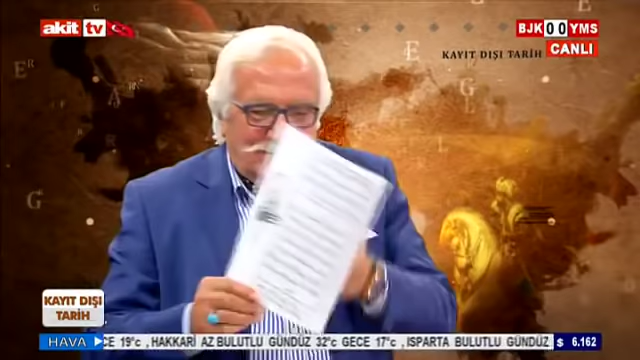 akit tv
BJK 0 0 YMS
KAYIT DIŞI TARİH
CANLI
KAYIT DIŞI
TARİH
HAVA
CE 19°C , HAKKARİ AZ BULUTLU GÜNDÜZ 32°C GECE 17°C , ISPARTA BULUTLU GÜNDÜZ
$ 6.162